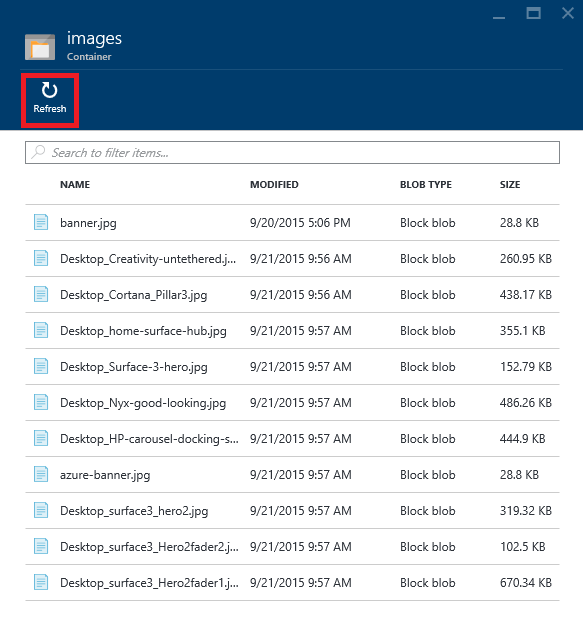 images
Container
Refresh
Search to filter items...
NAME MODIFIED BLOB TYPE SIZE
banner.jpg 9/20/2015 5:06 PM Block blob 28.8 KB
Desktop_Creativity-untethered.j... 9/21/2015 9:56 AM Block blob 260.95 KB
Desktop_Cortana_Pillar3.jpg 9/21/2015 9:56 AM Block blob 438.17 KB
Desktop_home-surface-hub.jpg 9/21/2015 9:57 AM Block blob 355.1 KB
Desktop_Surface-3-hero.jpg 9/21/2015 9:57 AM Block blob 152.79 KB
Desktop_Nyx-good-looking.jpg 9/21/2015 9:57 AM Block blob 486.26 KB
Desktop_HP-carousel-docking-s... 9/21/2015 9:57 AM Block blob 444.9 KB
azure-banner.jpg 9/21/2015 9:57 AM Block blob 28.8 KB
Desktop_surface3_hero2.jpg 9/21/2015 9:57 AM Block blob 319.32 KB
Desktop_surface3_Hero2fader2.j... 9/21/2015 9:57 AM Block blob 102.5 KB
Desktop_surface3_Hero2fader1.j... 9/21/2015 9:57 AM Block blob 670.34 KB